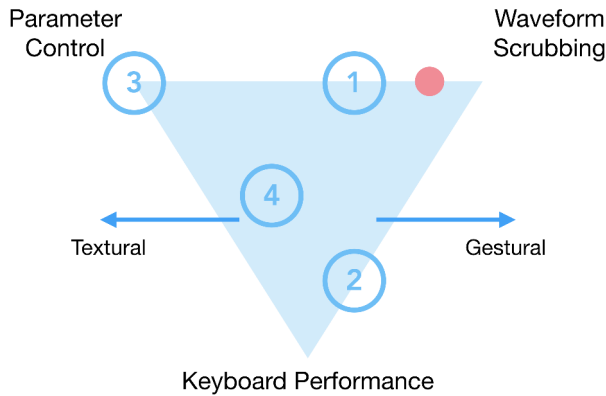 Parameter
Control
Waveform
Scrubbing
3
1
4
Textural
Gestural
2
Keyboard Performance